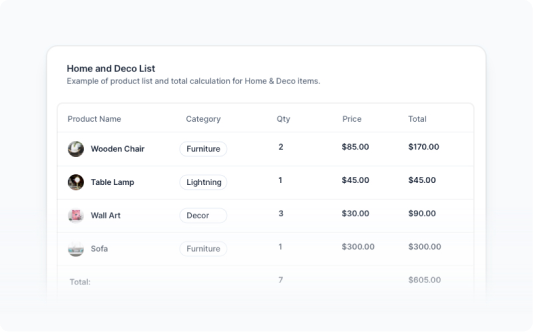 Home and Deco List
Example of product list and total calculation for Home & Deco items.
Product Name Category Qty Price Total
Wooden Chair Furniture 2 $85.00 $170.00
Table Lamp Lightning 1 $45.00 $45.00
Wall Art Decor 3 $30.00 $90.00
Sofa Furniture 1 $300.00 $300.00
Total: 7 $605.00